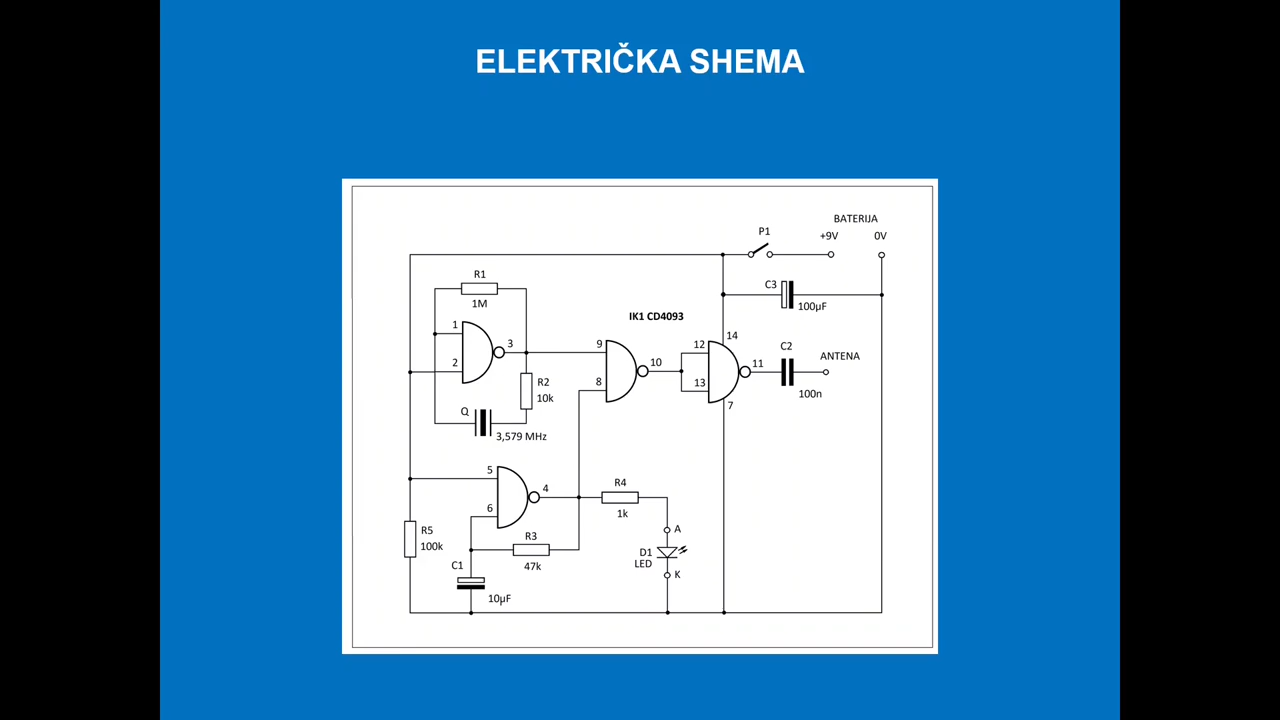 ELEKTRIČKA SHEMA
BATERIJA
P1
+9V
0V
R1
1M
C3
100µF
IK1 CD4093
1
2
3
9
8
10
12
13
14
11
7
C2
100n
ANTENA
R2
10k
Q
3,579 MHz
5
6
4
R4
1k
R5
100k
R3
47k
C1
10µF
A
D1
LED
K